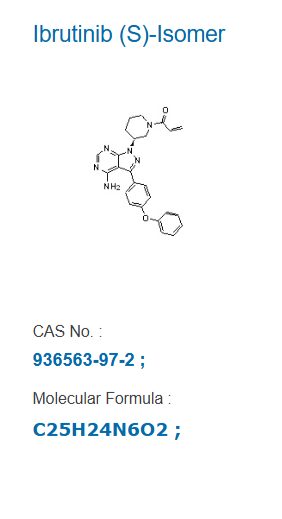 Ibrutinib (S)-Isomer
O
N
N
N
N
N
NH2
O
CAS No. :
936563-97-2 ;
Molecular Formula :
C25H24N6O2 ;